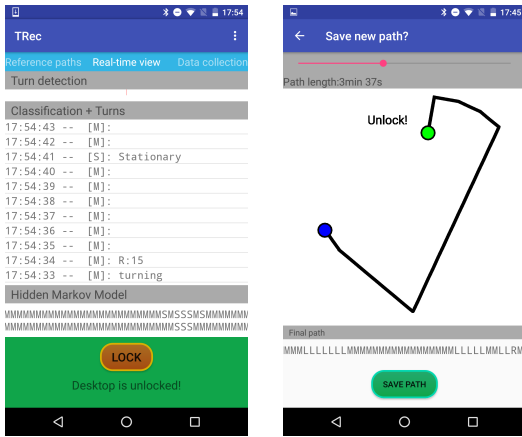 17:54
TRec
Reference paths Real-time view Data collection
Turn detection
Classification + Turns
17:54:43 -- [M]:
17:54:42 -- [M]:
17:54:41 -- [S]: Stationary
17:54:40 -- [M]:
17:54:39 -- [M]:
17:54:38 -- [M]:
17:54:37 -- [M]:
17:54:36 -- [M]:
17:54:35 -- [M]:
17:54:34 -- [M]: R:15
17:54:33 -- [M]: turning
Hidden Markov Model
MMMMMMMMMMMMMMMMMMMMMMMMMSMSSSMSMMMMMMMM
MMMMMMMMMMMMMMMMMMMMMMMMMMMSSSMMMMMMMMMM
LOCK
Desktop is unlocked!
17:45
Save new path?
Path length:3min 37s
Unlock!
Final path
MMMLLLLLLLMMMMMMMMMMMMMMMMMLLLLLMMLLRM
SAVE PATH